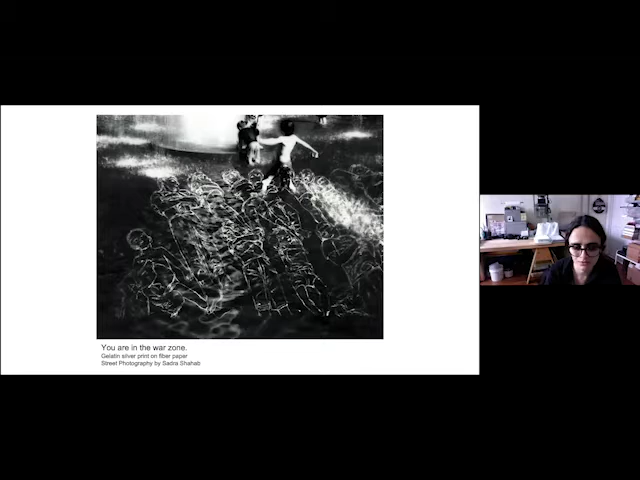 You are in the war zone.
Gelatin silver print on fiber paper
Street Photography by Sadra Shahab